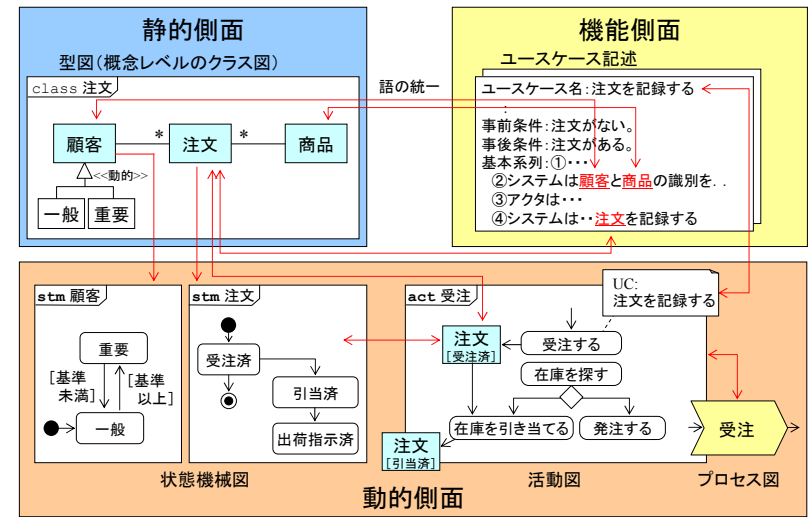 静的側面
型図(概念レベルのクラス図)
class 注文
顧客
*
注文
*
商品
<<動的>>
一般
重要
語の統一
機能側面
ユースケース記述
ユースケース名:注文を記録する
:
事前条件:注文がない。
事後条件:注文がある。
基本系列:①・・・
②システムは顧客と商品の識別を. .
③アクタは・・・
④システムは・・注文を記録する
stm 顧客
重要
[基準
未満]
[基準
以上]
一般
stm 注文
受注済
引当済
出荷指示済
状態機械図
act 受注
UC:
注文を記録する
注文
[受注済]
受注する
在庫を探す
在庫を引き当てる
発注する
注文
[引当済]
活動図
受注
プロセス図
動的側面